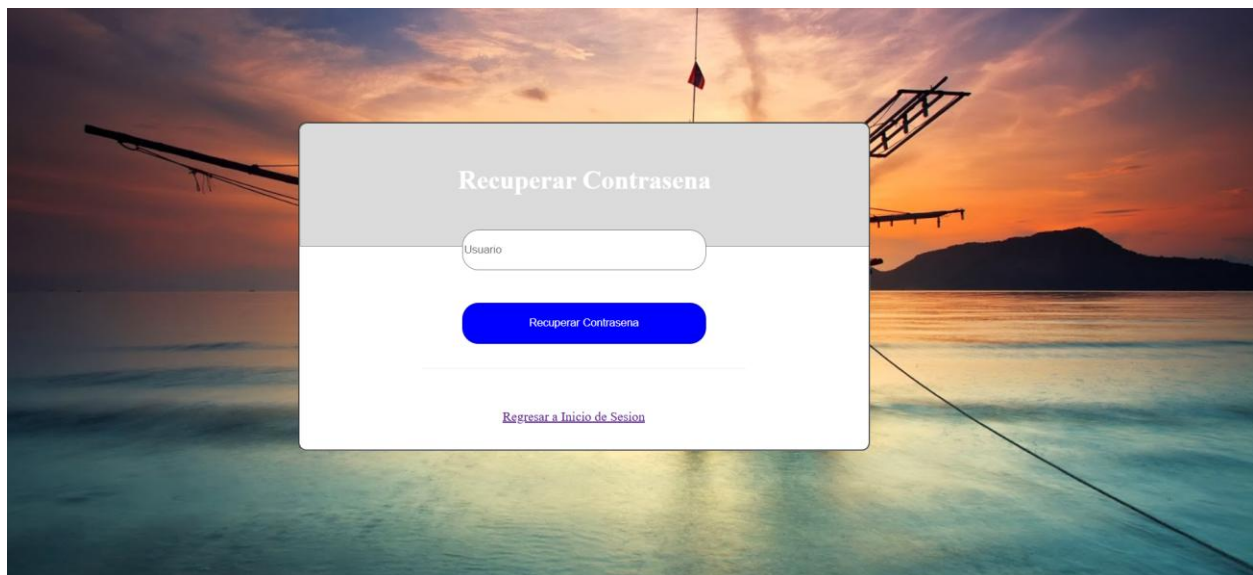 Recuperar Contrasena
Usuario
Recuperar Contrasena
Regresar a Inicio de Sesion